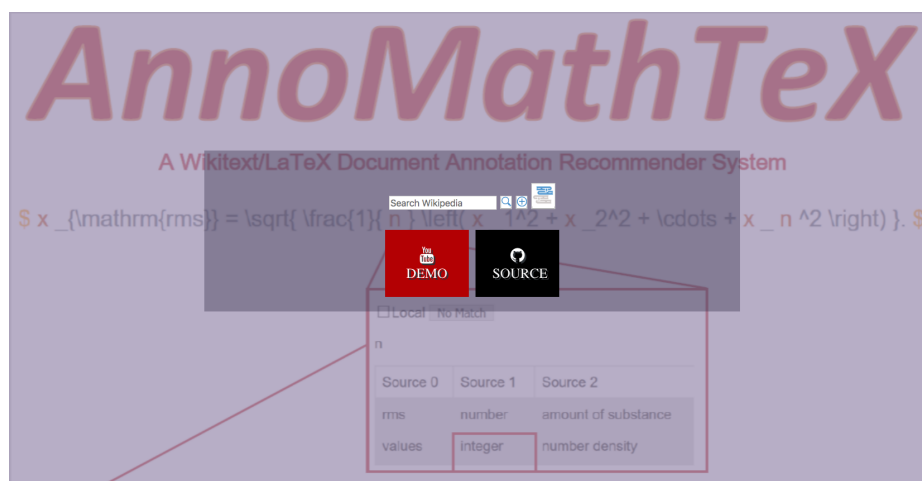 AnnoMathTeX
A Wikitext/LaTeX Document Annotation Recommender System
Search Wikipedia
$ x _{\mathrm{rms}} = \sqrt{ \frac{1}{ n } \left( x _1^2 + x _2^2 + \cdots + x _ n ^2 \right) }. $
You
Tube
DEMO SOURCE
Local No Match
n
Source 0 Source 1 Source 2
rms number amount of substance
values integer number density